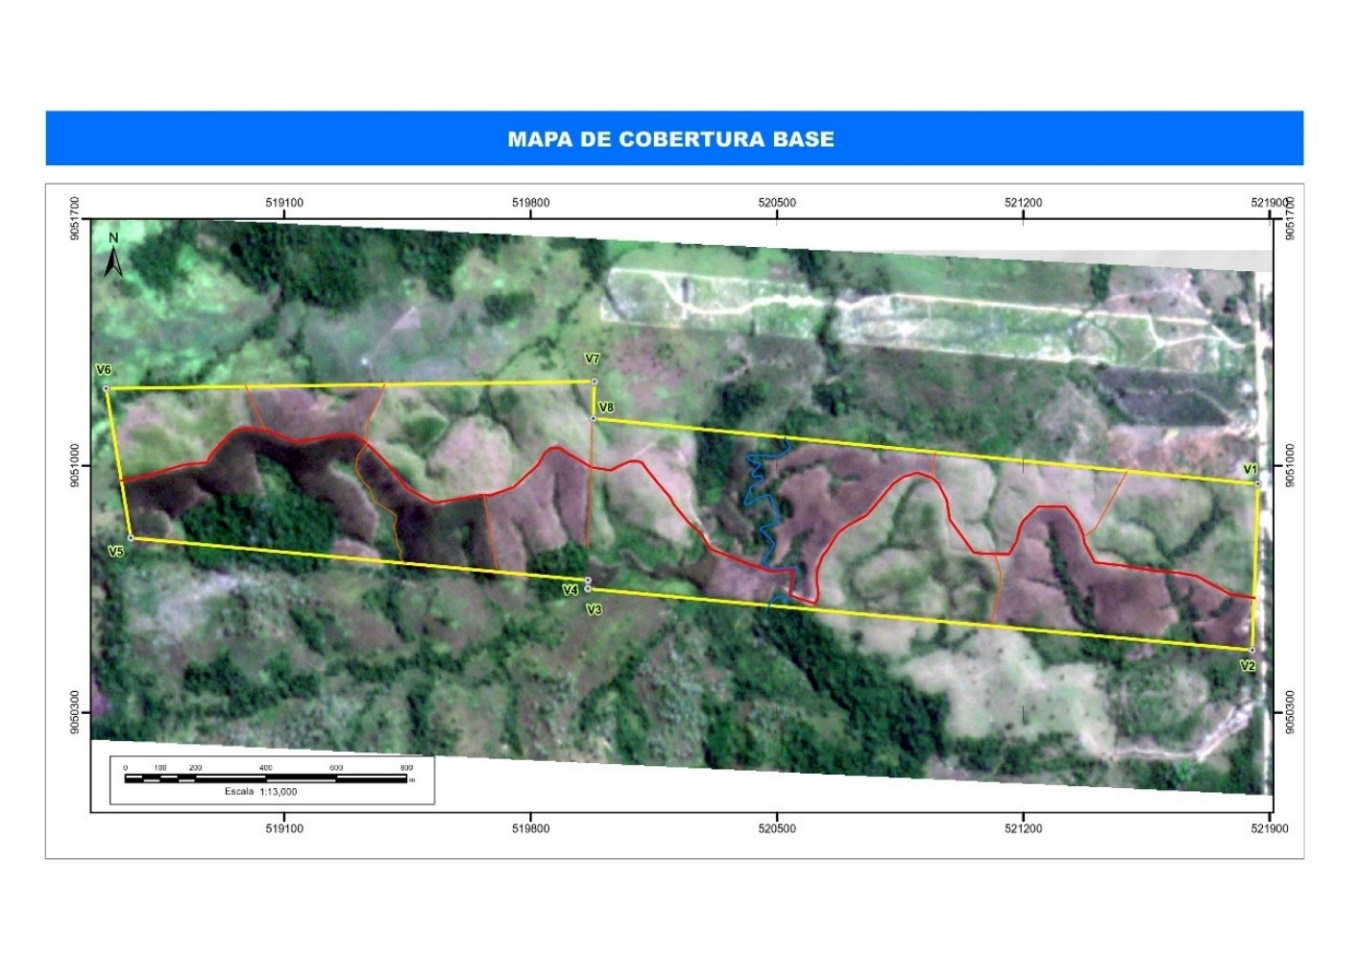 MAPA DE COBERTURA BASE
519100 519800 520500 521200 521900
9051700 9051700
N
V7
V6
V8
9051000 V1 9051000
V5
V4
V3
V2
9050300 9050300
0 100 200 400 600 800
m
Escala 1:13,000
519100 519800 520500 521200 521900